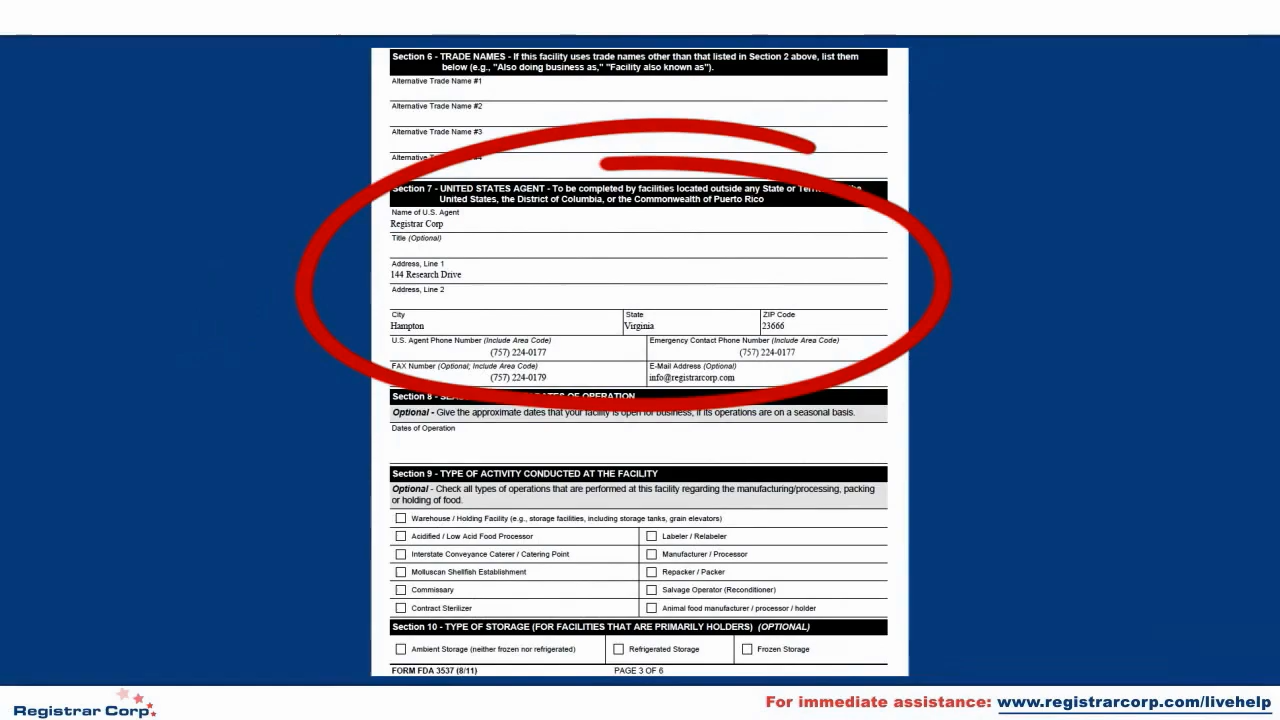 Section 6 - TRADE NAMES - If this facility uses trade names other than that listed in Section 2 above, list them
below (e.g., "Also doing business as," "Facility also known as").
Alternative Trade Name #1
Alternative Trade Name #2
Alternative Trade Name #3
Alternative Trade
Section 7 - UNITED STATES AGENT - To be completed by facilities located outside any State or
United States, the District of Columbia, or the Commonwealth of Puerto Rico
Name of U.S. Agent
Registrar Corp
Title (Optional)
Address, Line 1
144 Research Drive
Address, Line 2
City State ZIP Code
Hampton Virginia 23666
U.S. Agent Phone Number (Include Area Code) Emergency Contact Phone Number (Include Area Code)
(757) 224-0177 (757) 224-0177
FAX Number (Optional; Include Area Code) E-Mail Address (Optional)
(757) 224-0179 info@registrarcorp.com
Section 8 - DATES OF OPERATION
Optional - Give the approximate dates that your facility is open for business, if its operations are on a seasonal basis.
Dates of Operation
Section 9 - TYPE OF ACTIVITY CONDUCTED AT THE FACILITY
Optional - Check all types of operations that are performed at this facility regarding the manufacturing/processing, packing
or holding of food.
Warehouse / Holding Facility (e.g., storage facilities, including storage tanks, grain elevators)
Acidified / Low Acid Food Processor Labeler / Relabeler
Interstate Conveyance Caterer / Catering Point Manufacturer / Processor
Molluscan Shellfish Establishment Repacker / Packer
Commissary Salvage Operator (Reconditioner)
Contract Sterilizer Animal food manufacturer / processor / holder
Section 10 - TYPE OF STORAGE (FOR FACILITIES THAT ARE PRIMARILY HOLDERS) (OPTIONAL)
Ambient Storage (neither frozen nor refrigerated) Refrigerated Storage Frozen Storage
FORM FDA 3537 (8/11) PAGE 3 OF 6
Registrar Corp. For immediate assistance: www.registrarcorp.com/livehelp